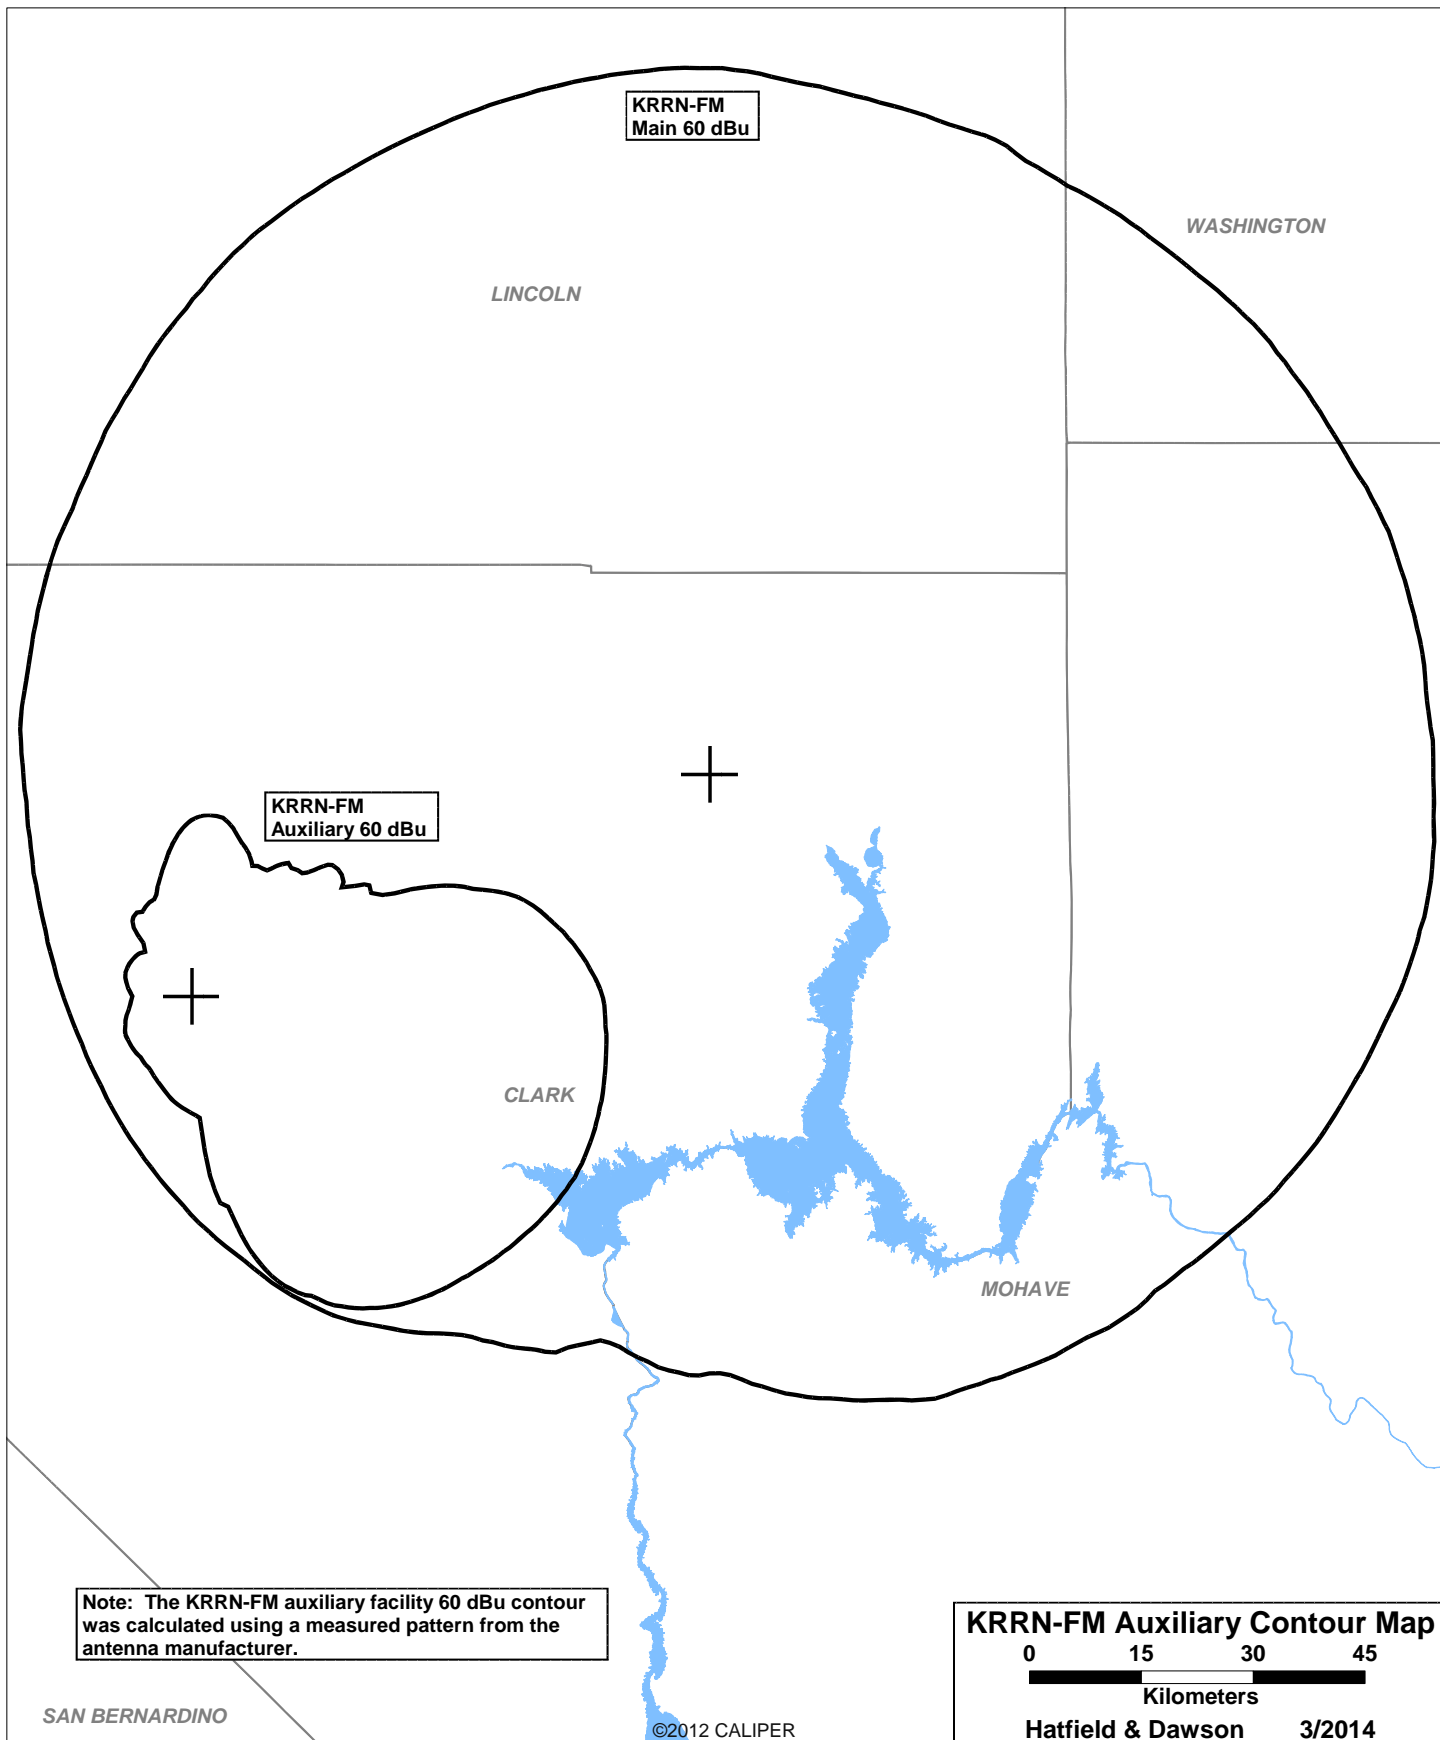 KRRN-FM
Main 60 dBu
WASHINGTON
LINCOLN
KRRN-FM
Auxiliary 60 dBu
CLARK
MOHAVE
Note:  The KRRN-FM auxiliary facility 60 dBu contour
was calculated using a measured pattern from the
antenna manufacturer.
SAN BERNARDINO
©2012 CALIPER
KRRN-FM Auxiliary Contour Map
0 15 30 45
Kilometers
Hatfield & Dawson 3/2014